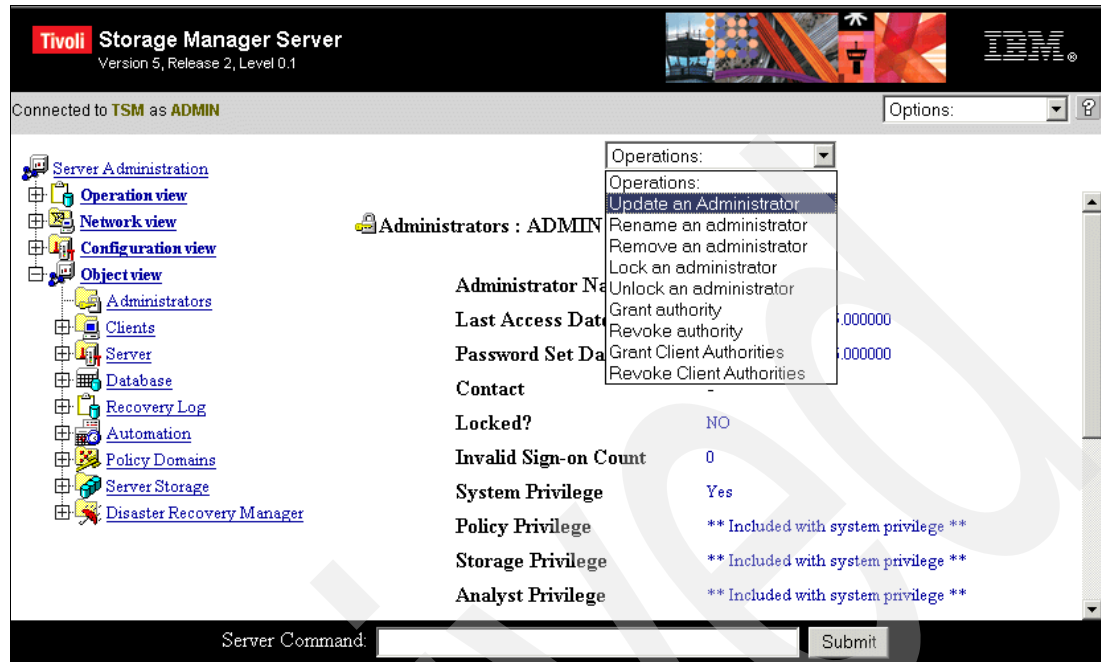 Tivoli Storage Manager Server
Version 5, Release 2, Level 0.1
IBM®
Connected to TSM as ADMIN
Options:
?
Server Administration
Operation view
Network view
Configuration view
Object view
Administrators
Clients
Server
Database
Recovery Log
Automation
Policy Domains
Server Storage
Disaster Recovery Manager
Operations:
Operations:
Update an Administrator
Rename an administrator
Remove an administrator
Lock an administrator
Unlock an administrator
Grant authority
Revoke authority
Grant Client Authorities
Revoke Client Authorities
Administrators : ADMIN
Administrator Na
Last Access Date
.000000
Password Set Da
.000000
Contact -
Locked? NO
Invalid Sign-on Count 0
System Privilege Yes
Policy Privilege ** Included with system privilege **
Storage Privilege ** Included with system privilege **
Analyst Privilege ** Included with system privilege **
Server Command: Submit